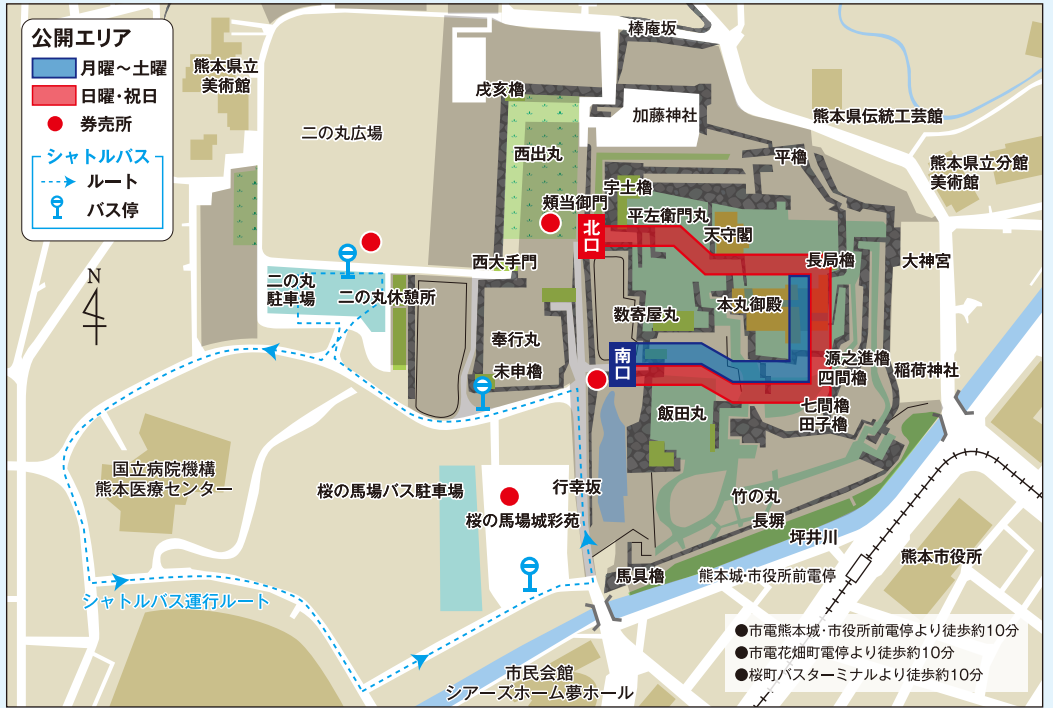 公開エリア
月曜～土曜
日曜・祝日
券売所
シャトルバス
ルート
バス停
N
熊本県立
美術館
二の丸広場
戌亥櫓
棒庵坂
加藤神社
西出丸
熊本県伝統工芸館
平櫓
熊本県立分館
美術館
宇土櫓
頬当御門
北口
平左衛門丸
天守閣
長局櫓
大神宮
西大手門
二の丸
駐車場
二の丸休憩所
数寄屋丸
本丸御殿
奉行丸
南口
源之進櫓
四間櫓
稲荷神社
未申櫓
飯田丸
七間櫓
田子櫓
国立病院機構
熊本医療センター
桜の馬場バス駐車場
行幸坂
竹の丸
桜の馬場城彩苑
長塀
坪井川
熊本市役所
馬具櫓
熊本城・市役所前電停
シャトルバス運行ルート
●市電熊本城・市役所前電停より徒歩約10分
●市電花畑町電停より徒歩約10分
●桜町バスターミナルより徒歩約10分
市民会館
シアーズホーム夢ホール